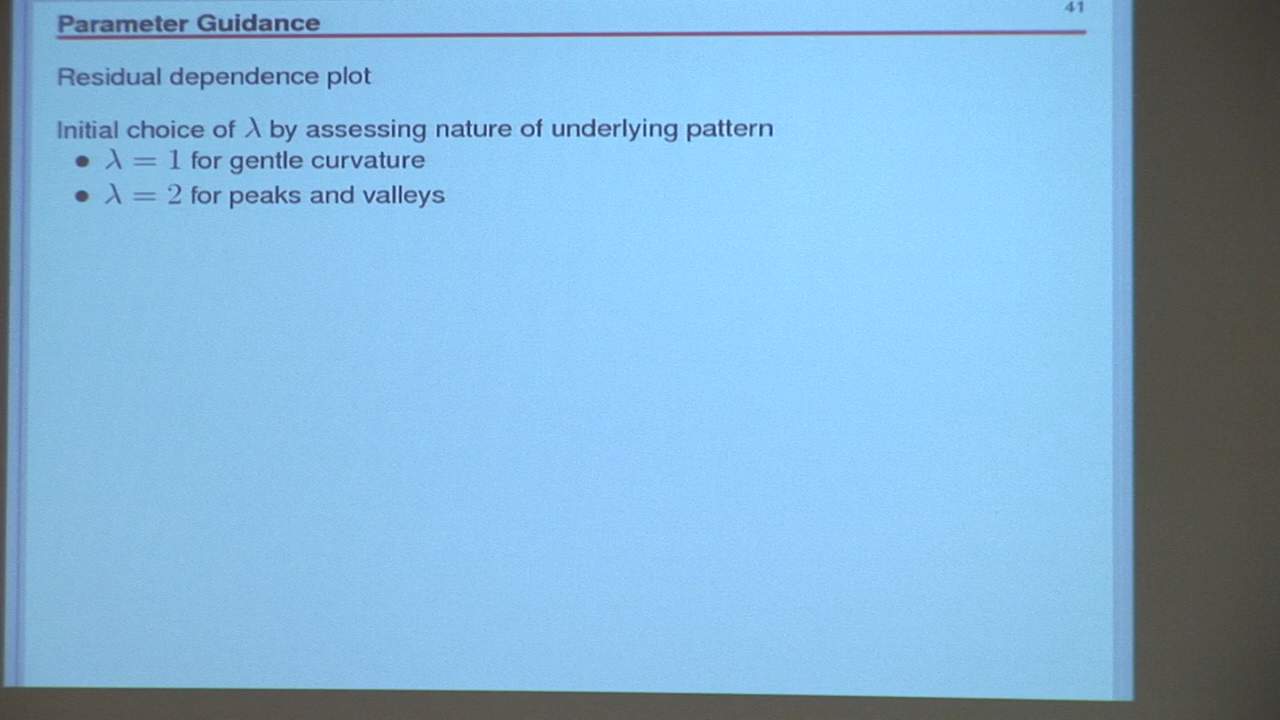 41
Parameter Guidance
Residual dependence plot
Initial choice of λ by assessing nature of underlying pattern
• λ = 1 for gentle curvature
• λ = 2 for peaks and valleys